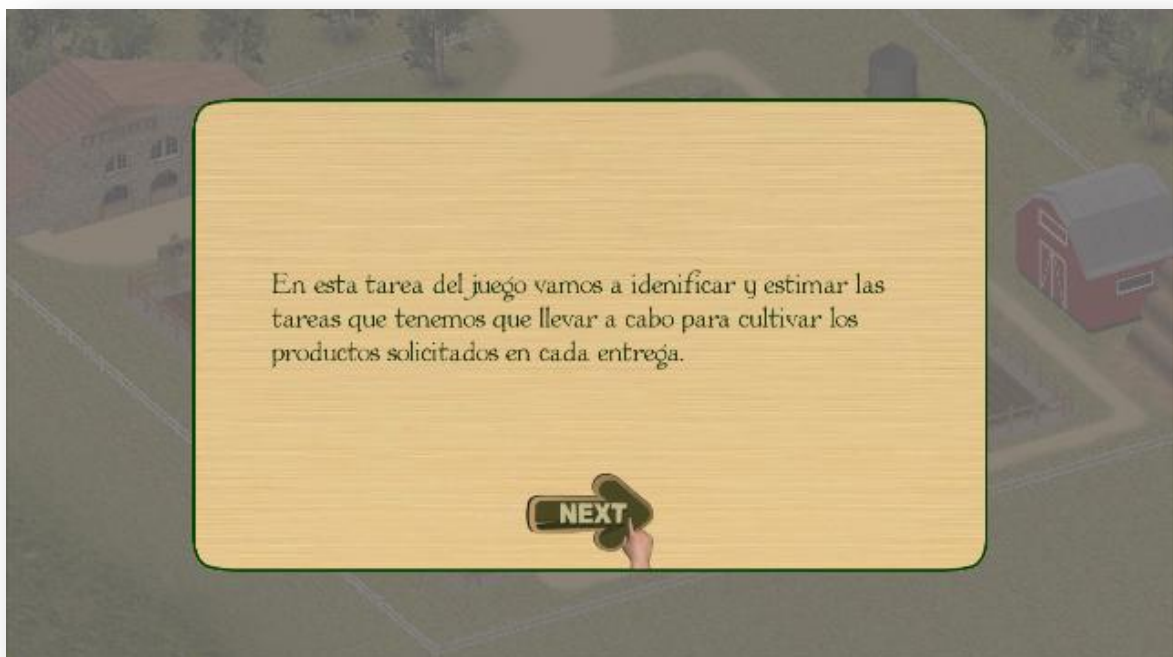 En esta tarea del juego vamos a idenificar y estimar las
tareas que tenemos que llevar a cabo para cultivar los
productos solicitados en cada entrega.
NEXT